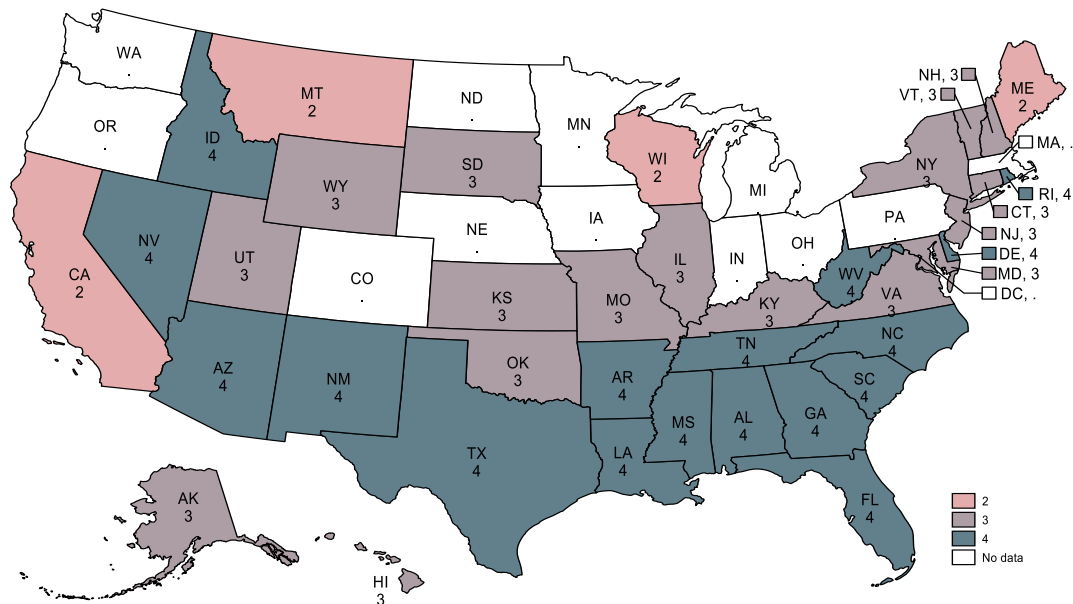 WA
.
OR
.
ID
4
MT
2
ND
.
MN
.
SD
3
WY
3
WI
2
MI
.
NE
.
IA
.
NV
4
UT
3
CO
.
CA
2
KS
3
MO
3
IL
3
IN
.
OH
.
PA
.
NY
3
ME
2
NH, 3
VT, 3
MA, .
RI, 4
CT, 3
NJ, 3
DE, 4
MD, 3
DC, .
WV
4
VA
3
KY
3
NC
4
TN
4
SC
4
AZ
4
NM
4
OK
3
AR
4
TX
4
LA
4
MS
4
AL
4
GA
4
FL
4
AK
3
HI
3
2
3
4
No data